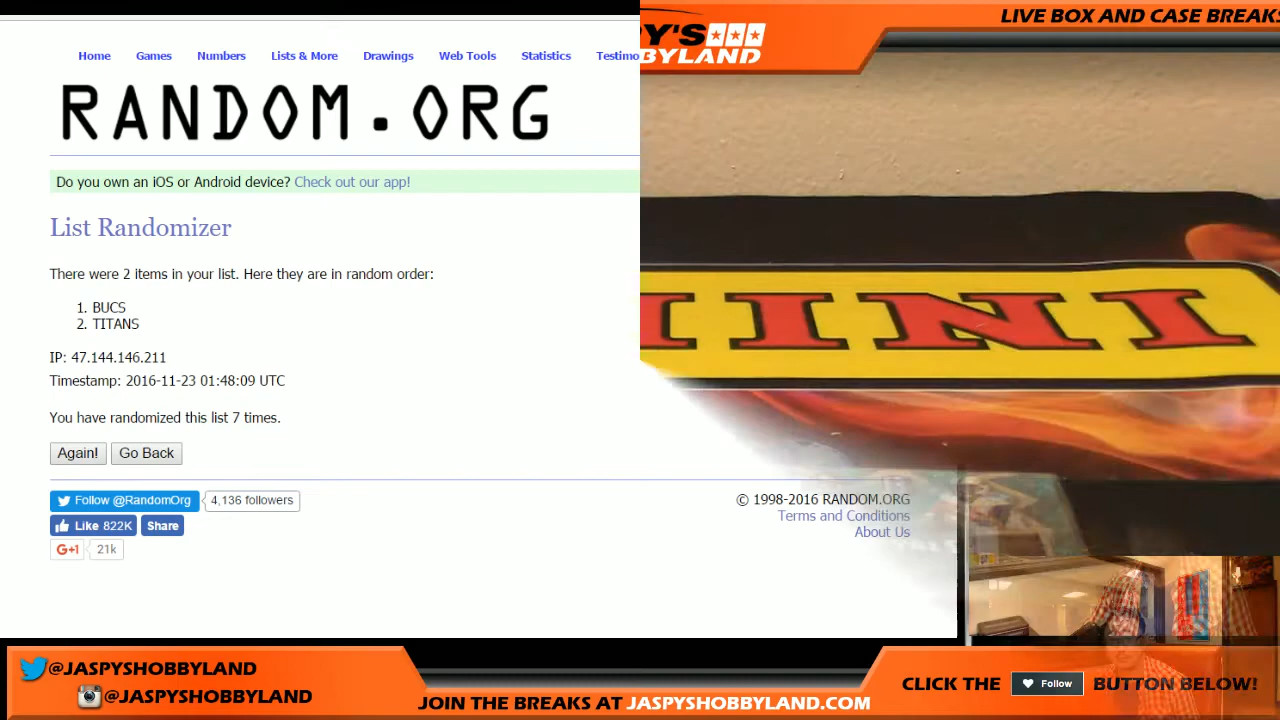 LIVE BOX AND CASE BREAKS
Y'S
BBYLAND
Home Games Numbers Lists & More Drawings Web Tools Statistics Testimo
RANDOM.ORG
Do you own an iOS or Android device? Check out our app!
List Randomizer
There were 2 items in your list. Here they are in random order:
1. BUCS
2. TITANS
IP: 47.144.146.211
Timestamp: 2016-11-23 01:48:09 UTC
You have randomized this list 7 times.
Again! Go Back
INI
Follow @RandomOrg 4,136 followers
Like 822K Share
G+1 21k
© 1998-2016 RANDOM.ORG
Terms and Conditions
About Us
@JASPYSHOBBYLAND
@JASPYSHOBBYLAND
JOIN THE BREAKS AT JASPYSHOBBYLAND.COM
CLICK THE Follow BUTTON BELOW!